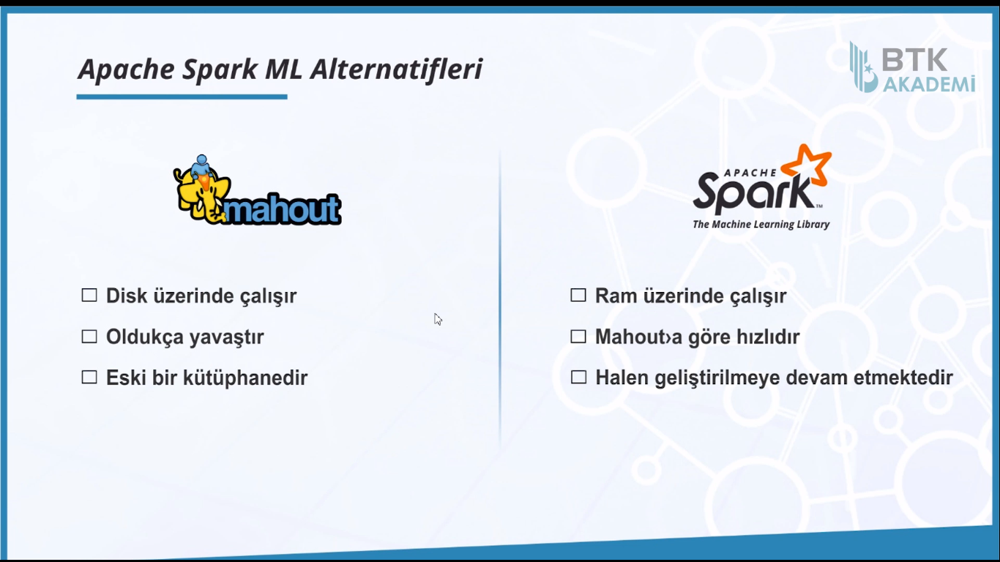 Apache Spark ML Alternatifleri
BTK
AKADEMİ
mahout
APACHE
Spark™
The Machine Learning Library
☐ Disk üzerinde çalışır
☐ Oldukça yavaştır
☐ Eski bir kütüphanedir
☐ Ram üzerinde çalışır
☐ Mahout›a göre hızlıdır
☐ Halen geliştirilmeye devam etmektedir